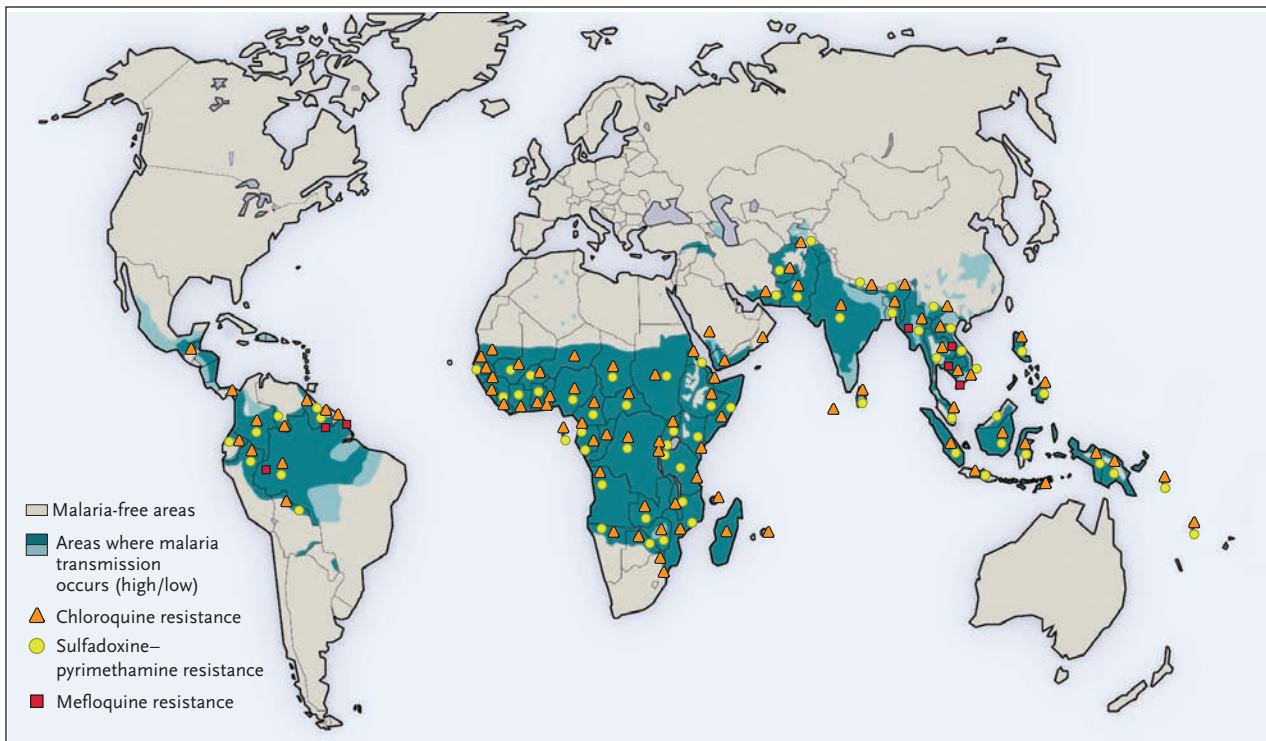 Malaria-free areas
Areas where malaria
transmission
occurs (high/low)
Chloroquine resistance
Sulfadoxine–
pyrimethamine resistance
Mefloquine resistance